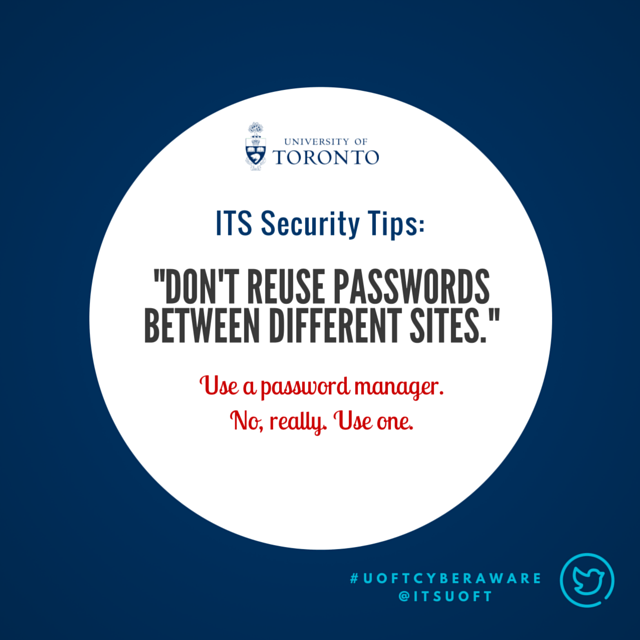 UNIVERSITY OF
TORONTO
ITS Security Tips:
"DON'T REUSE PASSWORDS
BETWEEN DIFFERENT SITES."
Use a password manager.
No, really. Use one.
#UOFTCYBERAWARE
@ITSUOFT